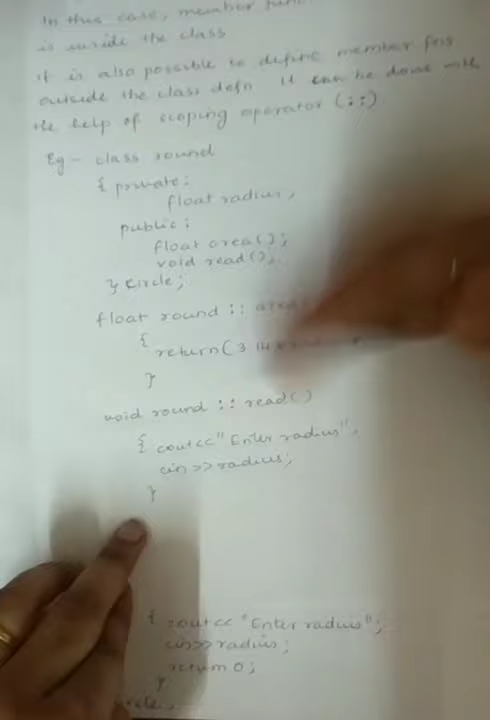 In this case, member
is inside the class
it is also possible to define member fns
outside the class defn it can be done with
the help of scoping operator (::)
Eg - class round
{ private:
float radius;
public:
float area();
void read();
} circle;
float round ::
{
return(3.14
}
void round :: read()
{ cout<<"Enter radius";
cin>>radius;
}
{ cout<<"Enter radius";
cin>>radius;
return 0;
}